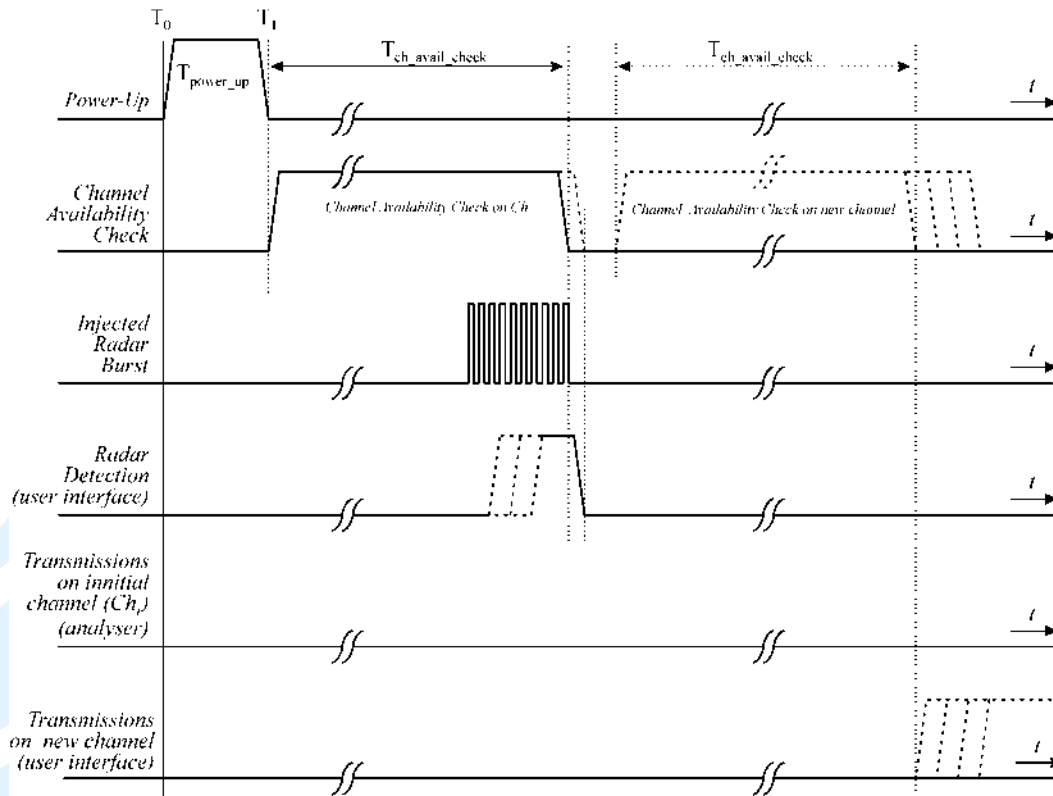 T0 T1
Tch_avail_check Tch_avail_check
Tpower_up
Power-Up
t
Channel
Availability
Check
Channel Availability Check on Ch
Channel Availability Check on new channel
t
Injected
Radar
Burst
t
Radar
Detection
(user interface)
t
Transmissions
on innitial
channel (Chr)
(analyser)
t
Transmissions
on new channel
(user interface)
t